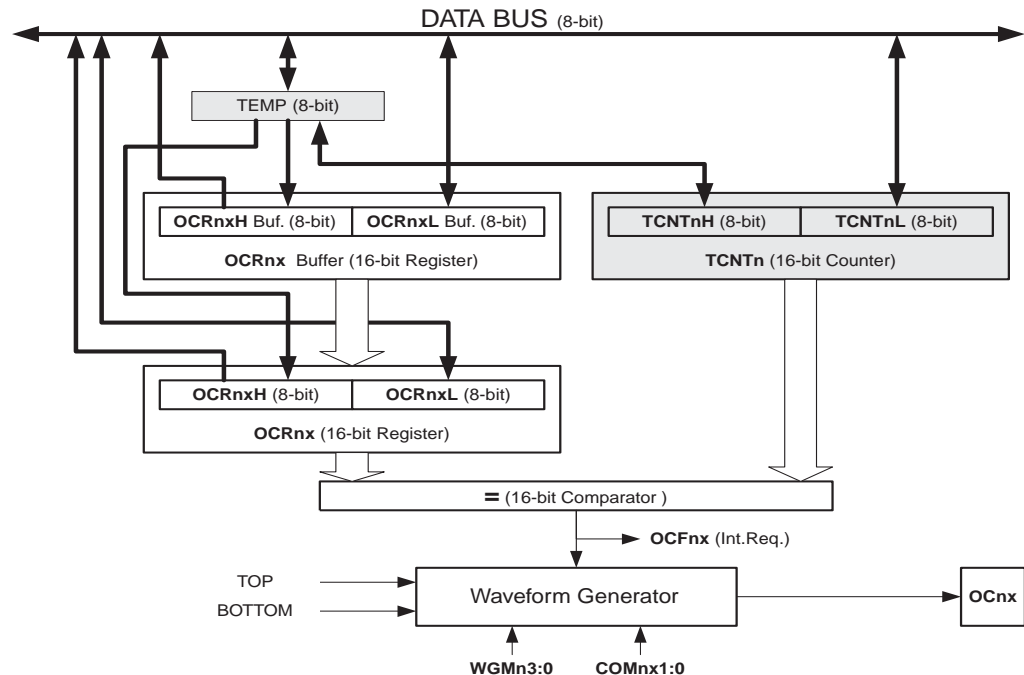 DATA BUS (8-bit)
TEMP (8-bit)
OCRnxH Buf. (8-bit) OCRnxL Buf. (8-bit)
OCRnx Buffer (16-bit Register)
TCNTnH (8-bit) TCNTnL (8-bit)
TCNTn (16-bit Counter)
OCRnxH (8-bit) OCRnxL (8-bit)
OCRnx (16-bit Register)
= (16-bit Comparator )
OCFnx (Int.Req.)
TOP
BOTTOM
Waveform Generator
OCnx
WGMn3:0 COMnx1:0